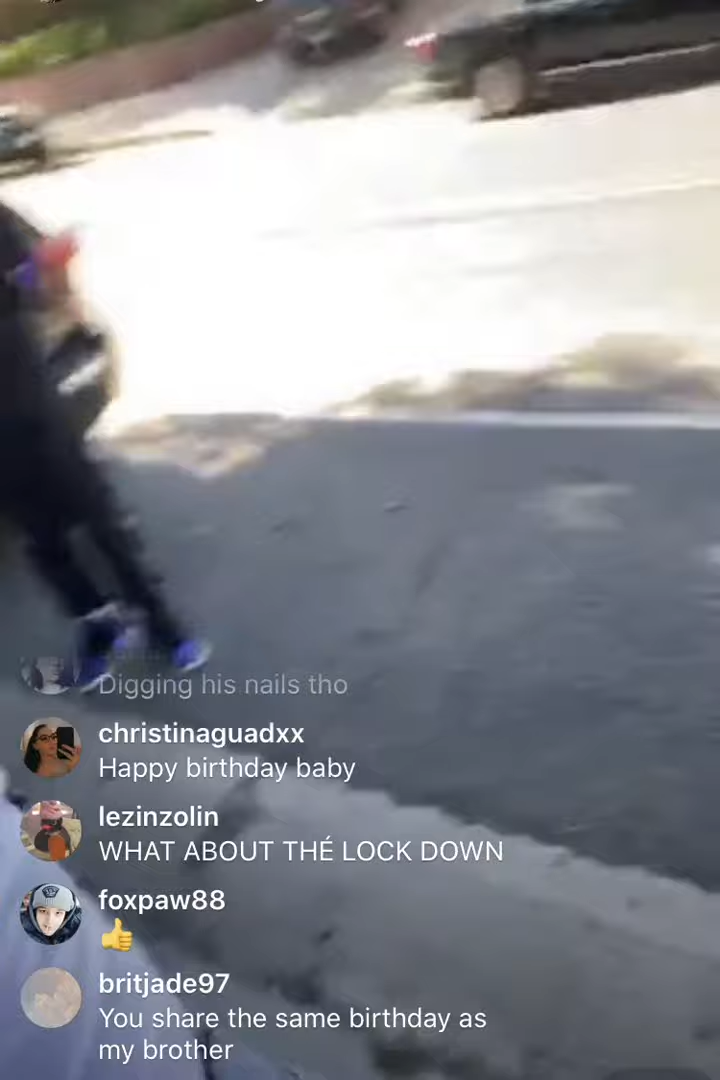 Digging his nails tho
christinaguadxx
Happy birthday baby
lezinzolin
WHAT ABOUT THÉ LOCK DOWN
foxpaw88
👍
britjade97
You share the same birthday as
my brother